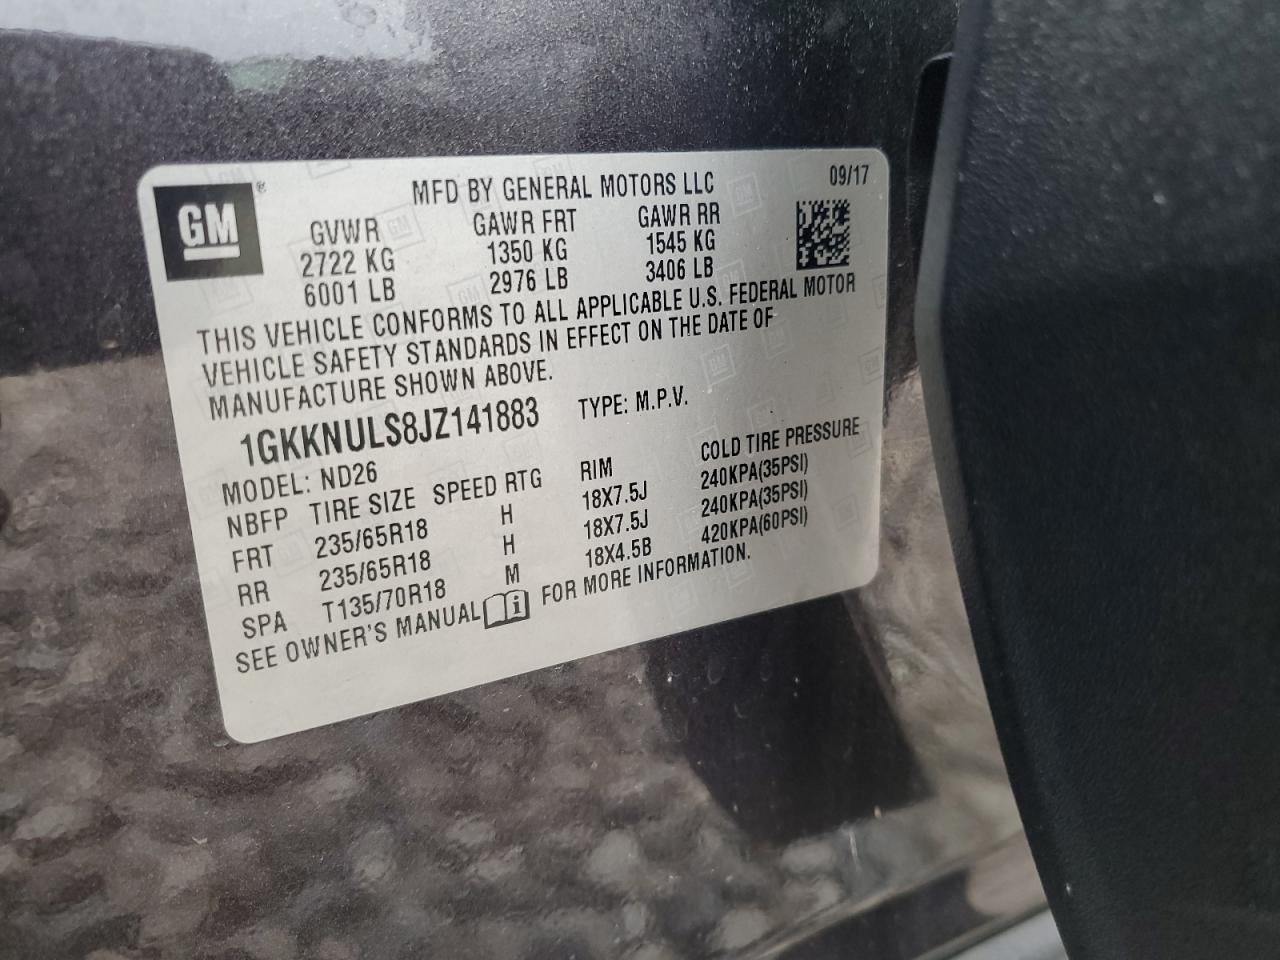 GM ®
MFD BY GENERAL MOTORS LLC 09/17
GVWR GAWR FRT GAWR RR
2722 KG 1350 KG 1545 KG
6001 LB 2976 LB 3406 LB
THIS VEHICLE CONFORMS TO ALL APPLICABLE U.S. FEDERAL MOTOR
VEHICLE SAFETY STANDARDS IN EFFECT ON THE DATE OF
MANUFACTURE SHOWN ABOVE.
1GKKNULS8JZ141883 TYPE: M.P.V.
MODEL: ND26
NBFP TIRE SIZE SPEED RTG RIM COLD TIRE PRESSURE
FRT 235/65R18 H 18X7.5J 240KPA(35PSI)
RR 235/65R18 H 18X7.5J 240KPA(35PSI)
SPA T135/70R18 M 18X4.5B 420KPA(60PSI)
SEE OWNER'S MANUAL FOR MORE INFORMATION.